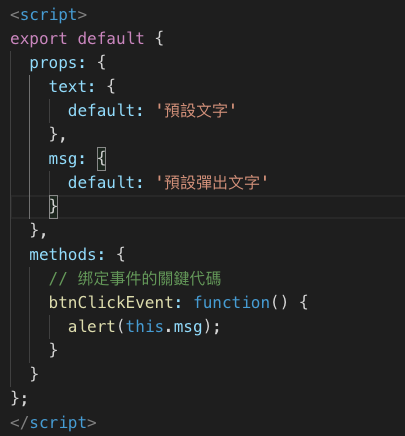 <script>
export default {
  props: {
    text: {
      default: '預設文字'
    },
    msg: {
      default: '預設彈出文字'
    }
  },
  methods: {
    // 绑定事件的關鍵代碼
    btnClickEvent: function() {
      alert(this.msg);
    }
  }
};
</script>